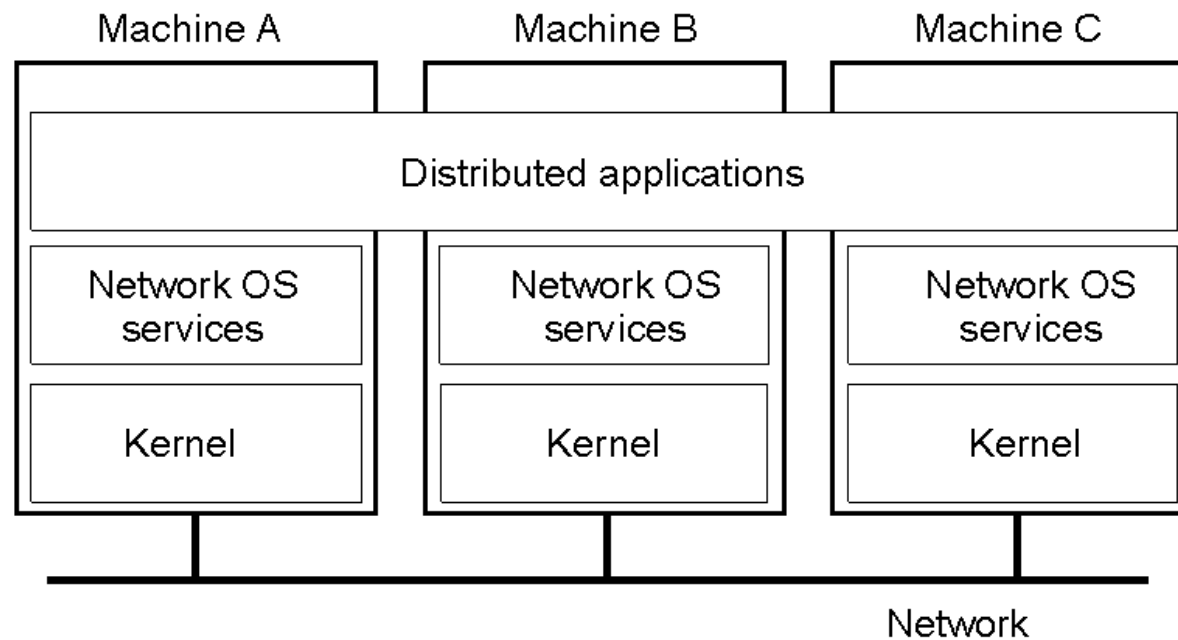 Machine A
Machine B
Machine C
Distributed applications
Network OS
services
Network OS
services
Network OS
services
Kernel
Kernel
Kernel
Network